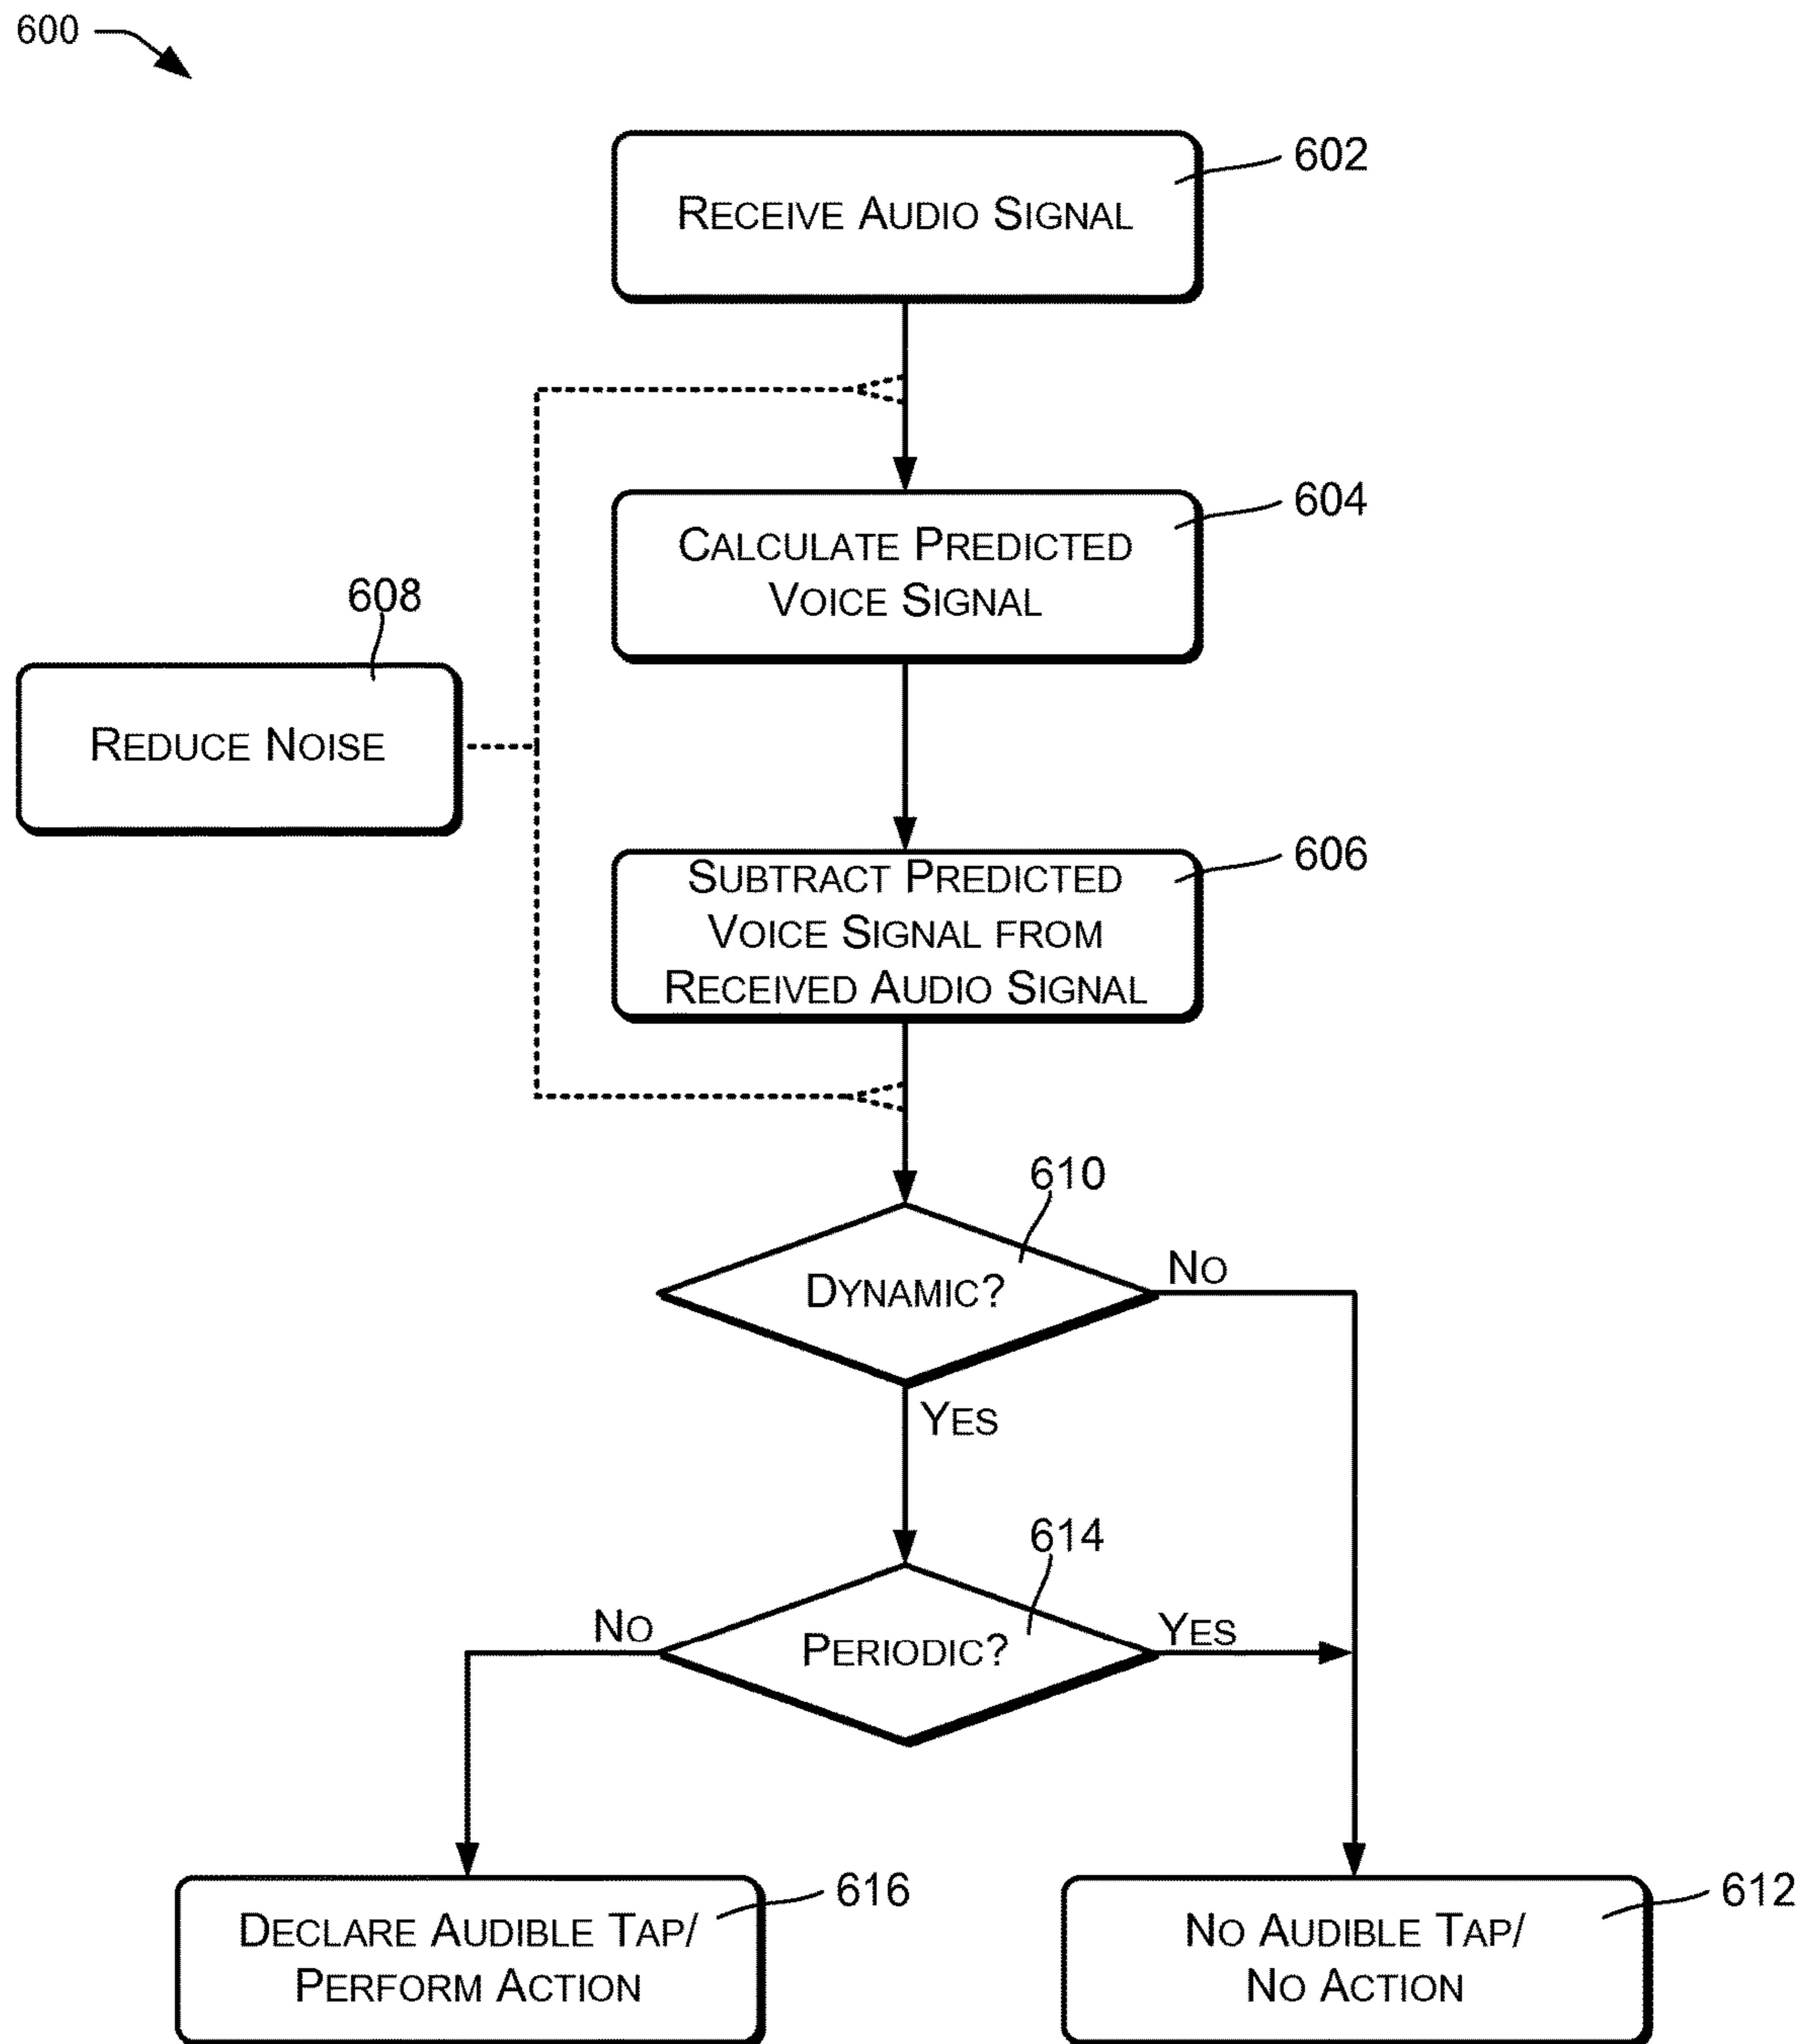 600
602
RECEIVE AUDIO SIGNAL
604
CALCULATE PREDICTED
VOICE SIGNAL
608
REDUCE NOISE
606
SUBTRACT PREDICTED
VOICE SIGNAL FROM
RECEIVED AUDIO SIGNAL
610
DYNAMIC?
NO
YES
614
NO
PERIODIC?
YES
616
DECLARE AUDIBLE TAP/
PERFORM ACTION
612
NO AUDIBLE TAP/
NO ACTION